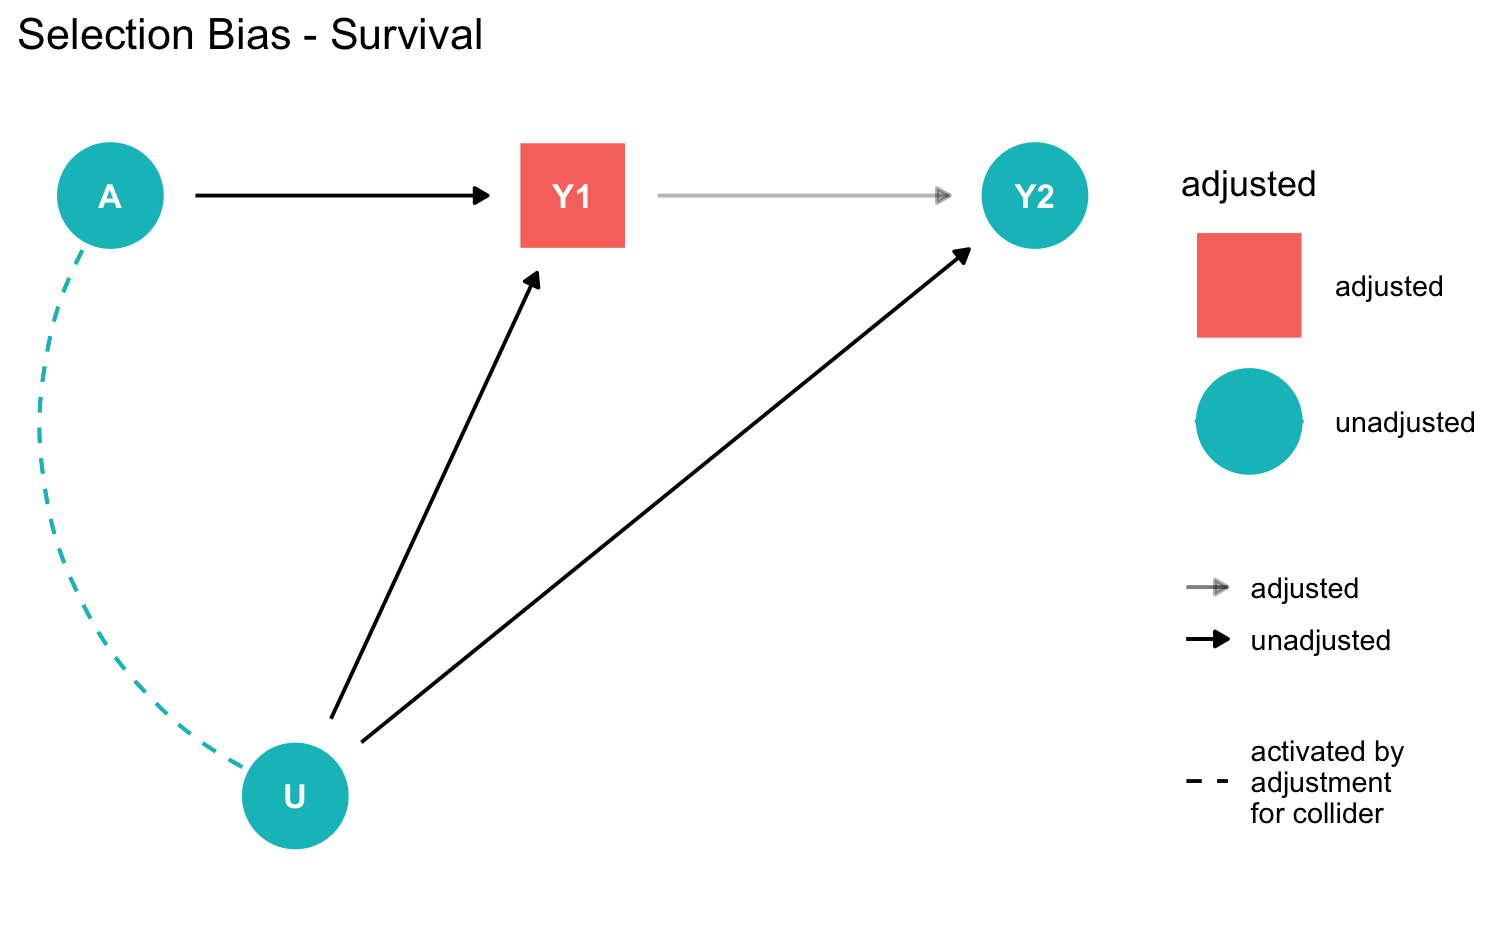 Selection Bias - Survival
A
Y1
Y2
U
adjusted
adjusted
unadjusted
adjusted
unadjusted
activated by
adjustment
for collider